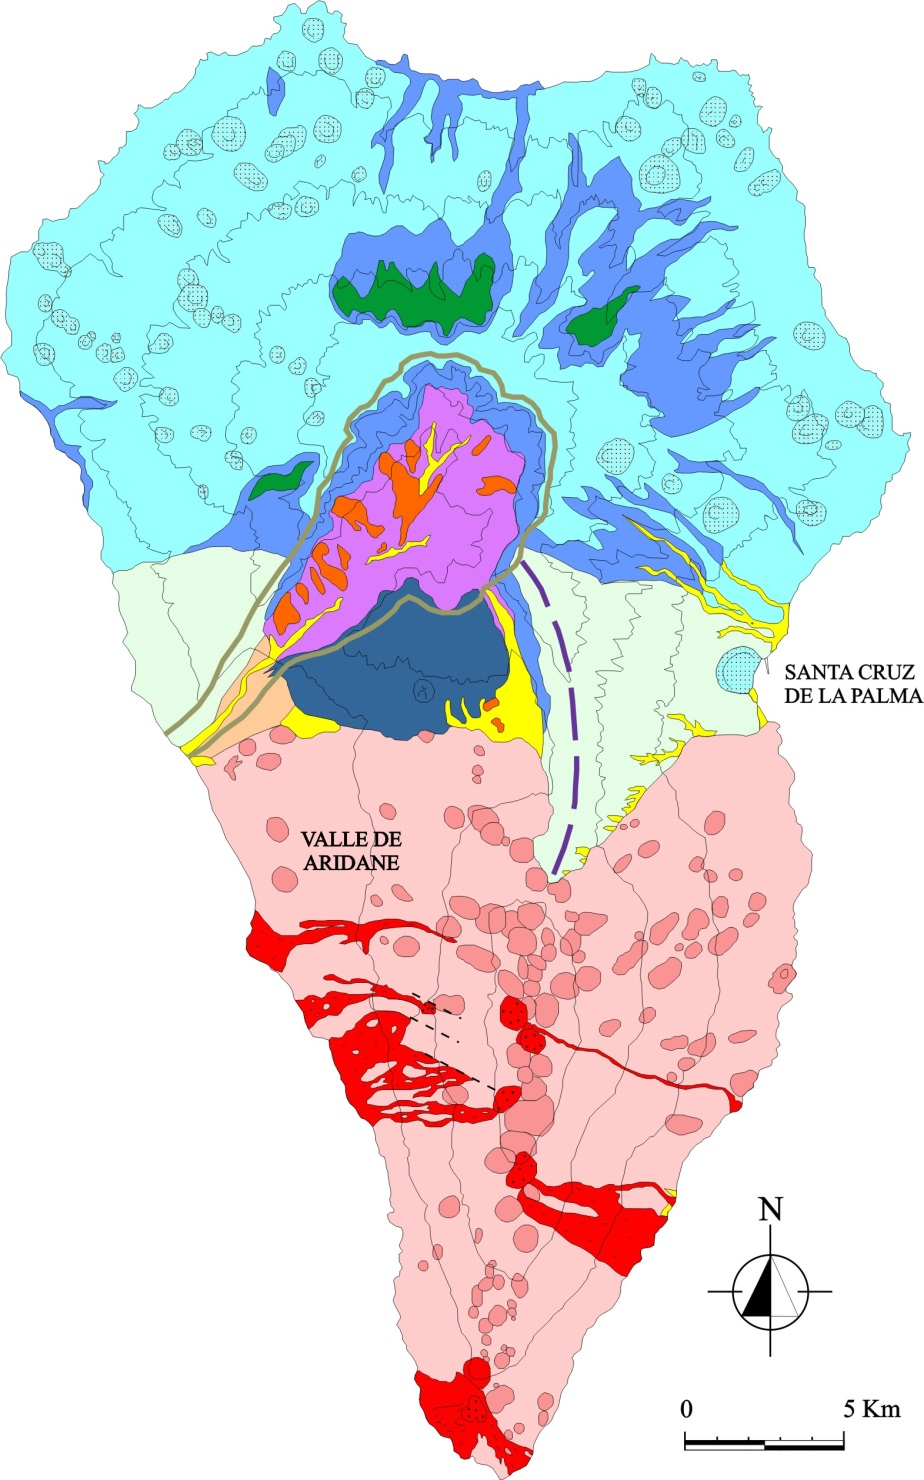 SANTA CRUZ
DE LA PALMA
VALLE DE
ARIDANE
N
0 5 Km